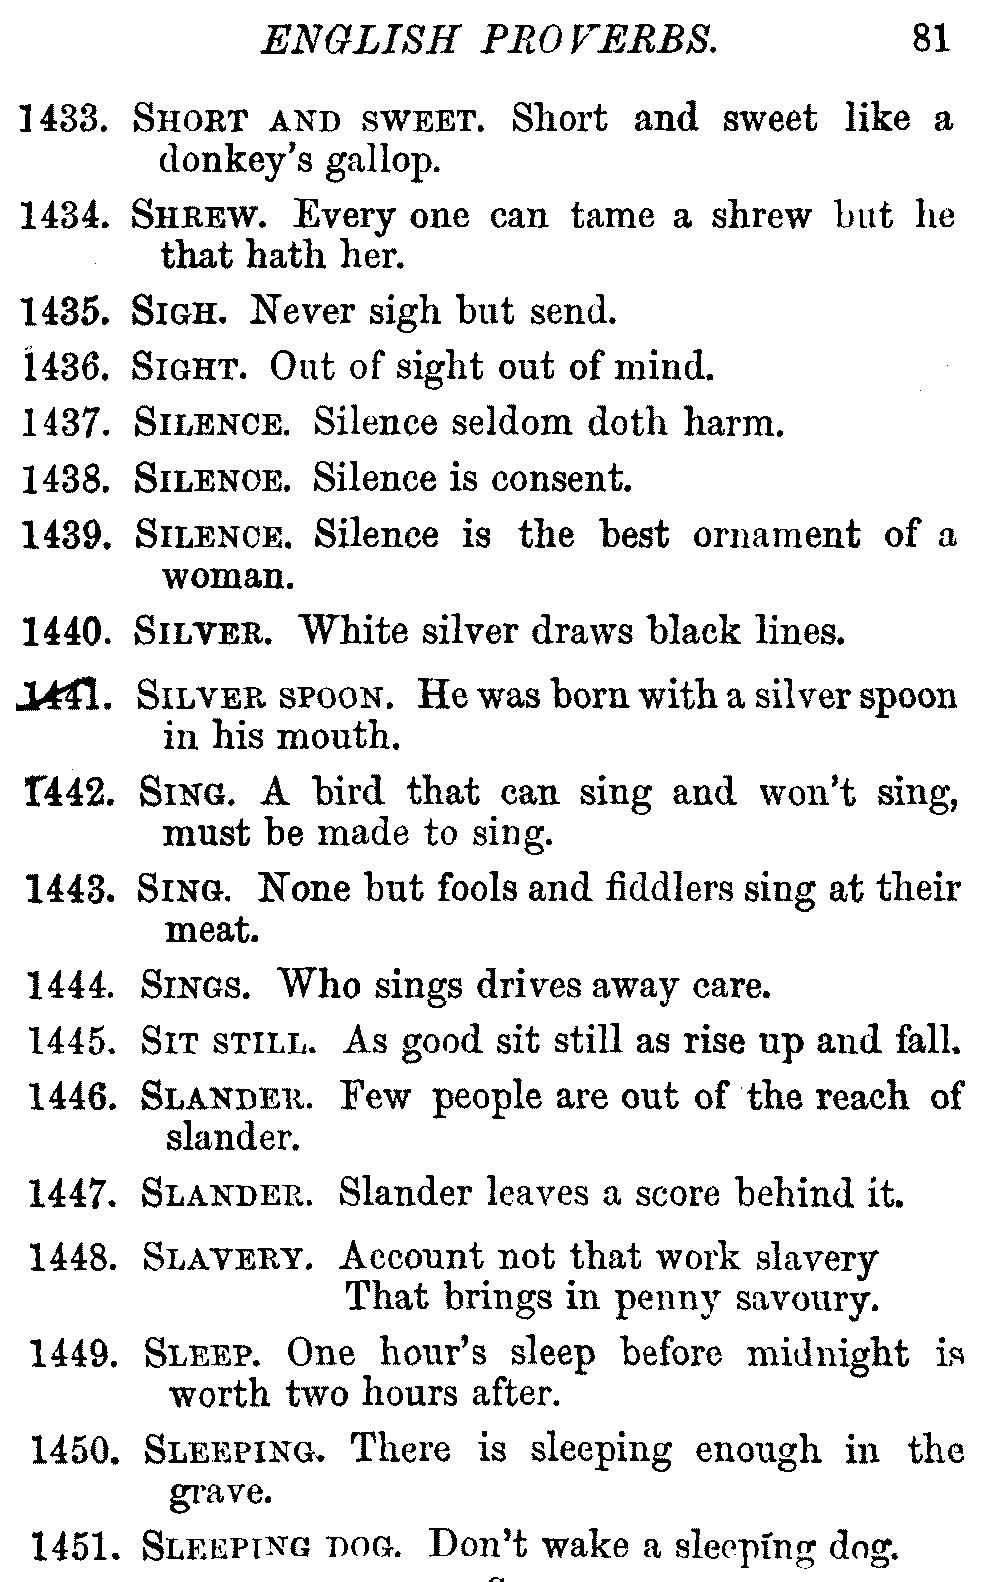 ENGLISH PROVERBS. 81
1433. SHORT AND SWEET. Short and sweet like a
donkey's gallop.
1434. SHREW. Every one can tame a shrew but he
that hath her.
1435. SIGH. Never sigh but send.
1436. SIGHT. Out of sight out of mind.
1437. SILENCE. Silence seldom doth harm.
1438. SILENCE. Silence is consent.
1439. SILENCE. Silence is the best ornament of a
woman.
1440. SILVER. White silver draws black lines.
1441. SILVER SPOON. He was born with a silver spoon
in his mouth.
1442. SING. A bird that can sing and won't sing,
must be made to sing.
1443. SING. None but fools and fiddlers sing at their
meat.
1444. SINGS. Who sings drives away care.
1445. SIT STILL. As good sit still as rise up and fall.
1446. SLANDER. Few people are out of the reach of
slander.
1447. SLANDER. Slander leaves a score behind it.
1448. SLAVERY. Account not that work slavery
That brings in penny savoury.
1449. SLEEP. One hour's sleep before midnight is
worth two hours after.
1450. SLEEPING. There is sleeping enough in the
grave.
1451. SLEEPING DOG. Don't wake a sleeping dog.